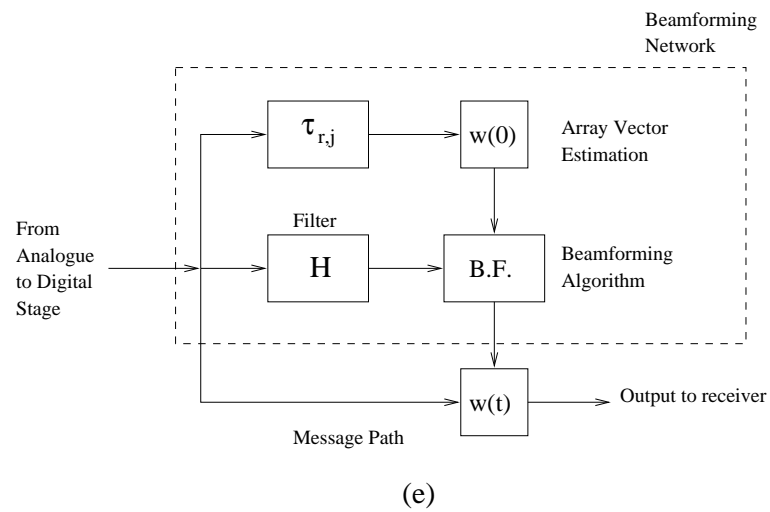 Beamforming
Network
τr,j
w(0)
Array Vector
Estimation
From
Analogue
to Digital
Stage
Filter
H
B.F.
Beamforming
Algorithm
w(t)
Output to receiver
Message Path
(e)